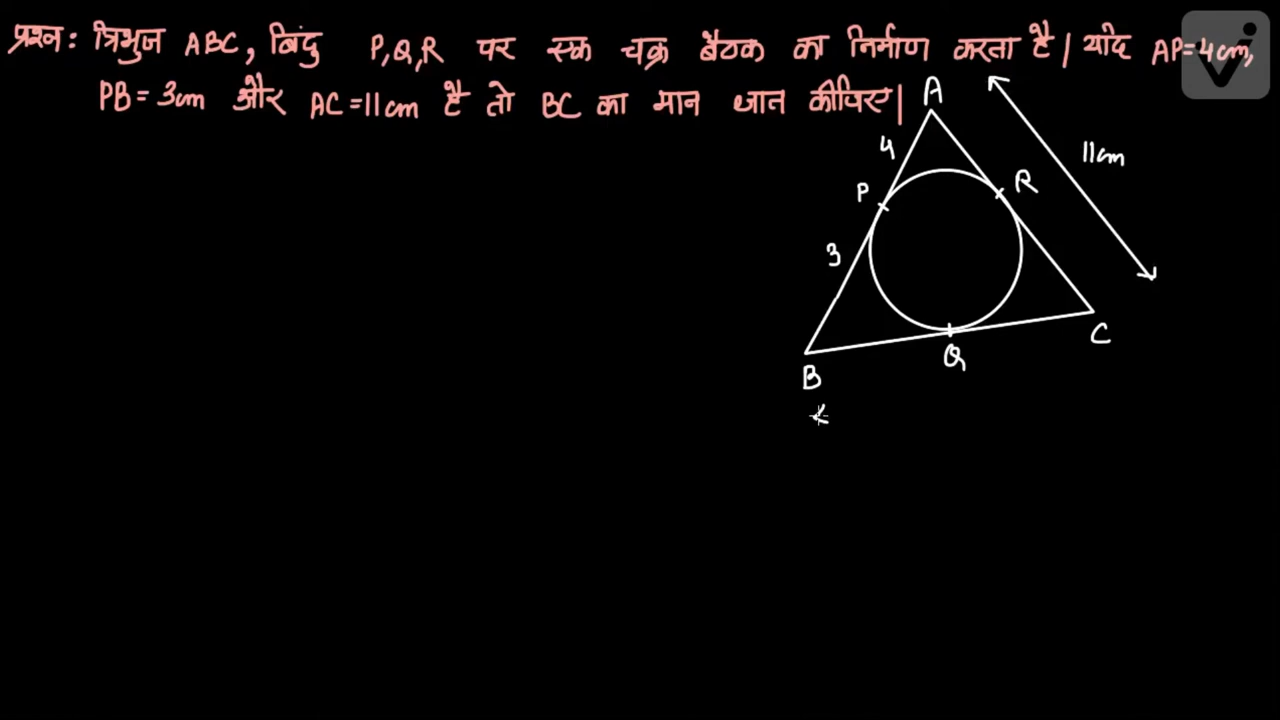 प्रश्न: त्रिभुज ABC, बिंदु P,Q,R पर एक चक्र बैठक का निर्माण करता है। यदि AP=4cm,
PB=3cm और AC=11cm है तो BC का मान ज्ञात कीजिए।
A
4
11cm
P
R
3
C
Q
B